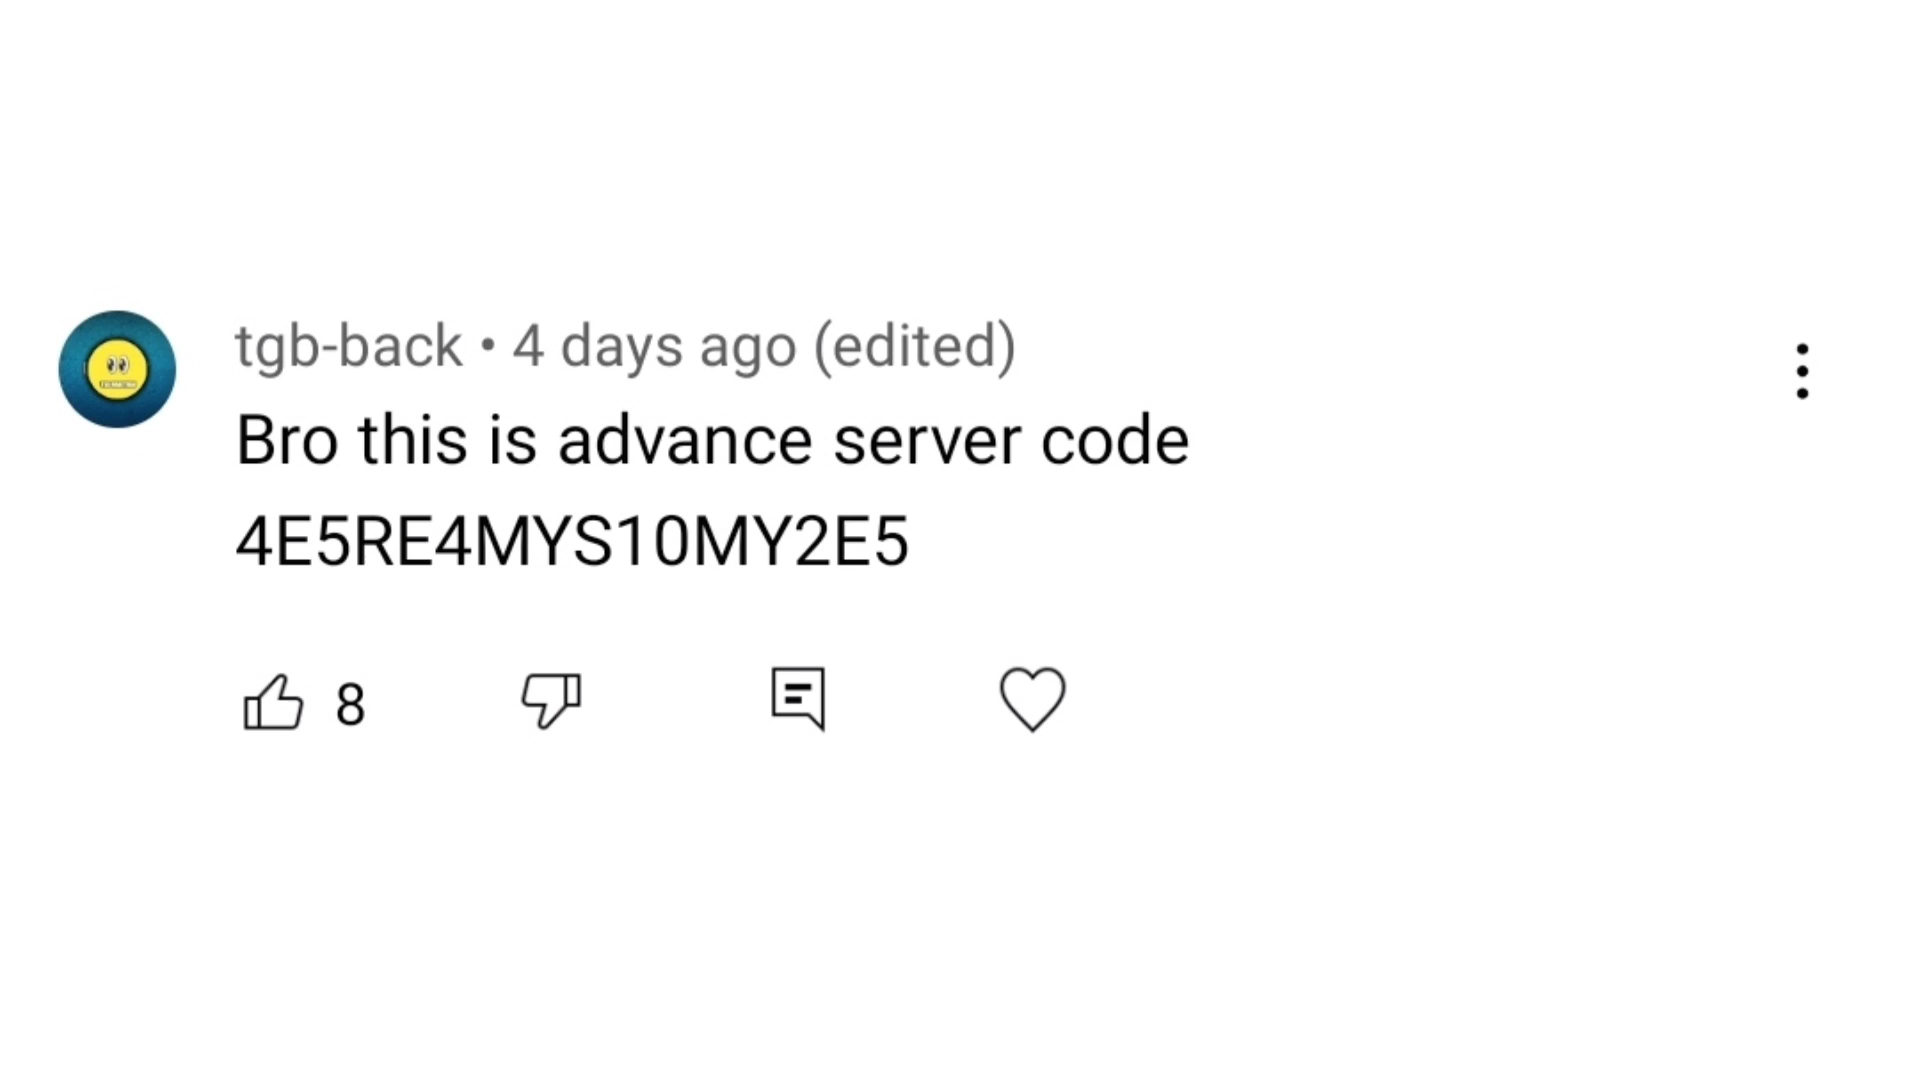 tgb-back • 4 days ago (edited)
Bro this is advance server code
4E5RE4MYS10MY2E5
8